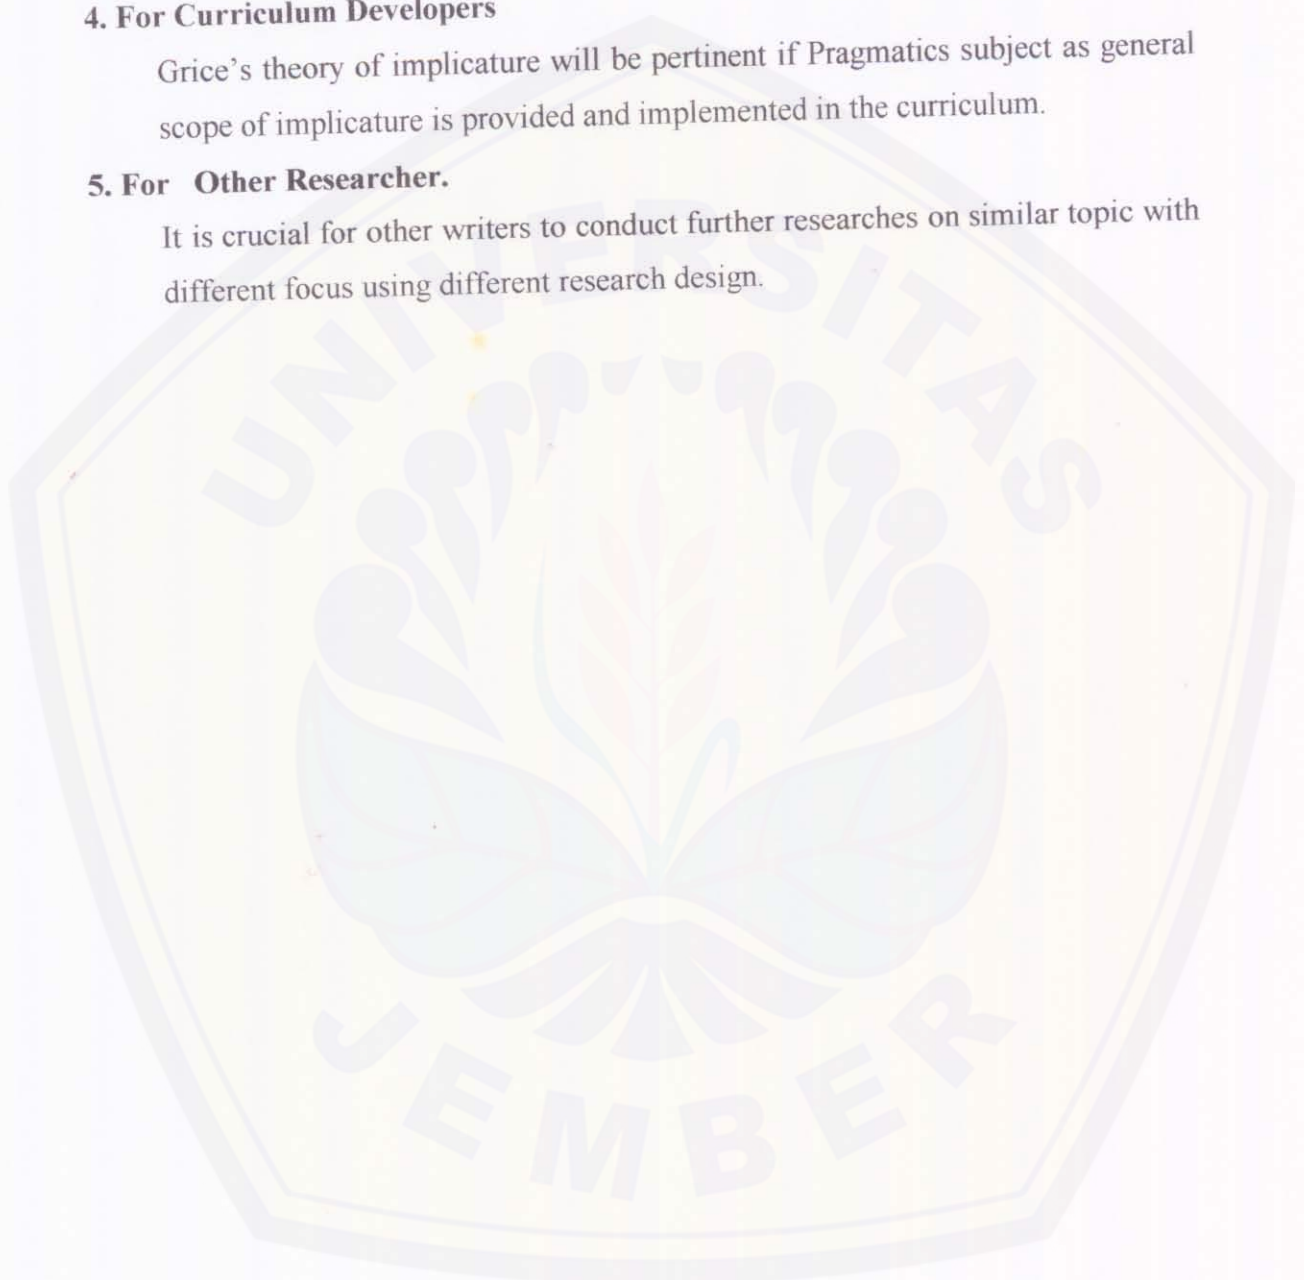 4. For Curriculum Developers
Grice's theory of implicature will be pertinent if Pragmatics subject as general
scope of implicature is provided and implemented in the curriculum.
5. For Other Researcher.
It is crucial for other writers to conduct further researches on similar topic with
different focus using different research design.
UNIVERSITAS
JEMBER